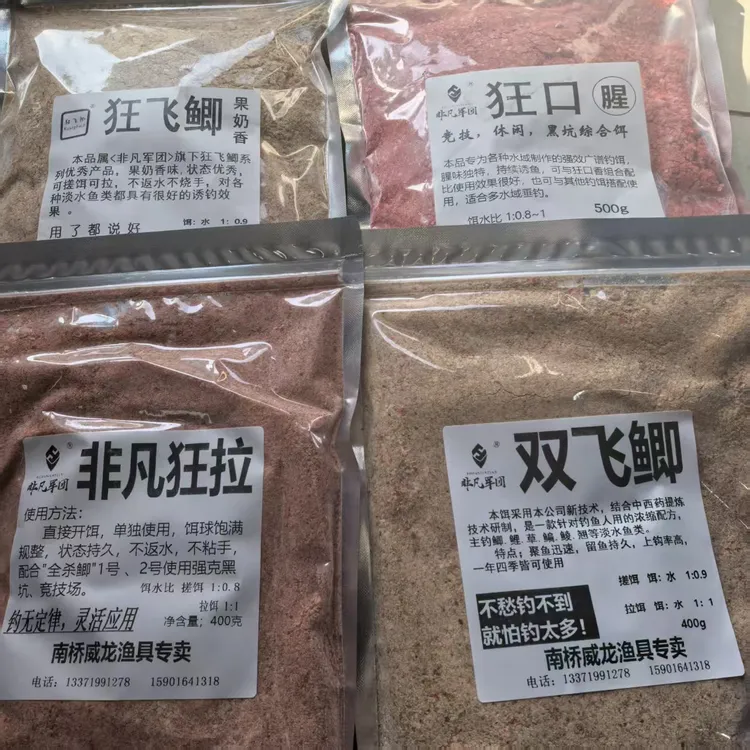 狂飞鲫
果奶香
本品属<非凡军团>旗下狂飞鲫系
列优秀产品，果奶香味，状态优秀，
可搓饵可拉，不返水不烧手，对各
种淡水鱼类都具有很好的诱钓效
果。
饵：水 1：0.9
用了都说好
非凡军团
狂口
腥
竞技，休闲，黑坑综合饵
本品专为各种水域制作的强效广谱钓饵，
腥味独特，持续诱鱼，可与狂口香组合配
比使用效果很好，也可与其他钓饵搭配使
用，适合多水域垂钓。
饵水比 1:0.8~1
500g
非凡军团
®
非凡狂拉
使用方法：
直接开饵，单独使用，饵球饱满
规整，状态持久，不返水，不粘手，
配合"全杀鲫"1号、2号使用强克黑
坑、竞技场。
饵水比 搓饵 1：0.8
拉饵 1:1
钓无定律，灵活应用
净含量：400克
南桥威龙渔具专卖
电话：13371991278 15901641318
非凡军团
®
双飞鲫
本饵采用本公司新技术，结合中西药提炼
技术研制，是一款针对钓鱼人用的浓缩配方，
主钓鲫.鲤.草.鳊.鲮.翘等淡水鱼类。
特点；聚鱼迅速，留鱼持久，上钩率高，
一年四季皆可使用
搓饵 饵：水 1：0.9
拉饵 饵：水 1：1
不愁钓不到
就怕钓太多！
400g
南桥威龙渔具专卖
电话：13371991278 15901641318